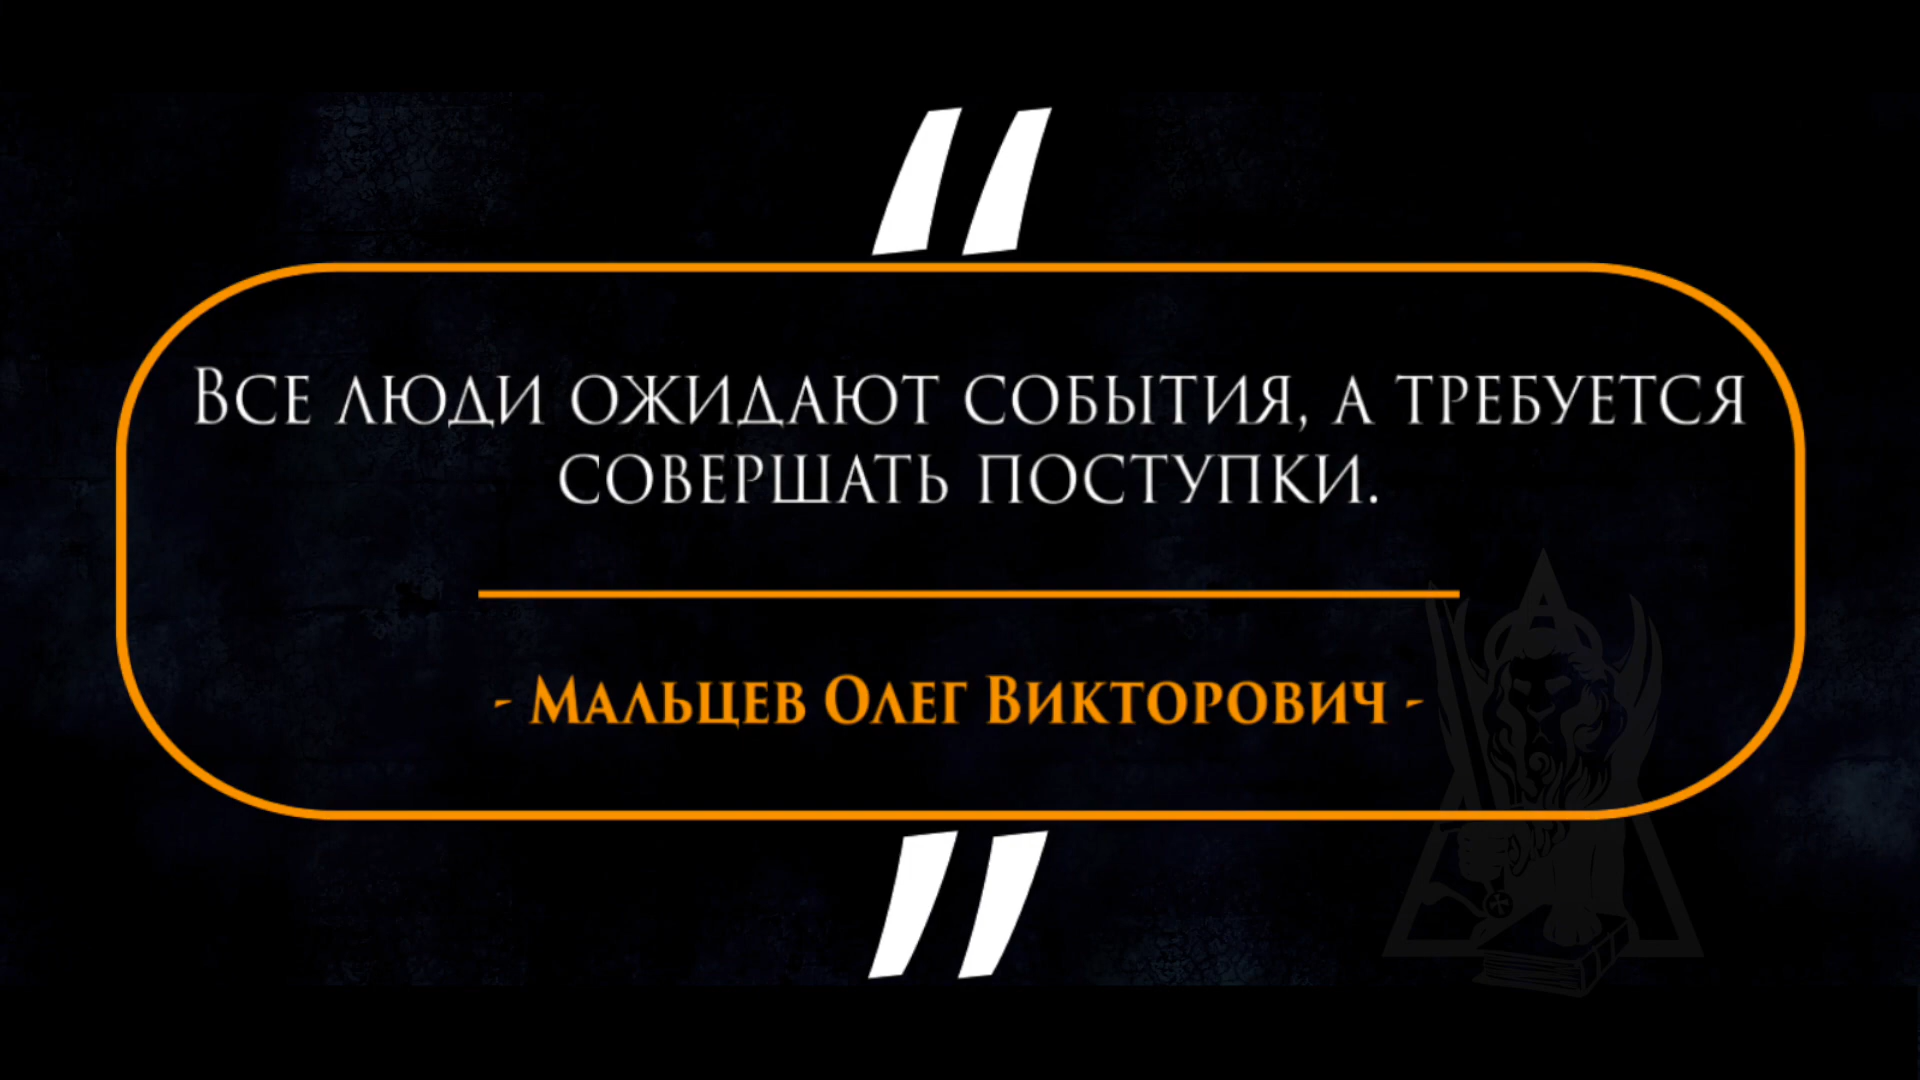 Все люди ожидают события, а требуется
совершать поступки.
- Мальцев Олег Викторович -